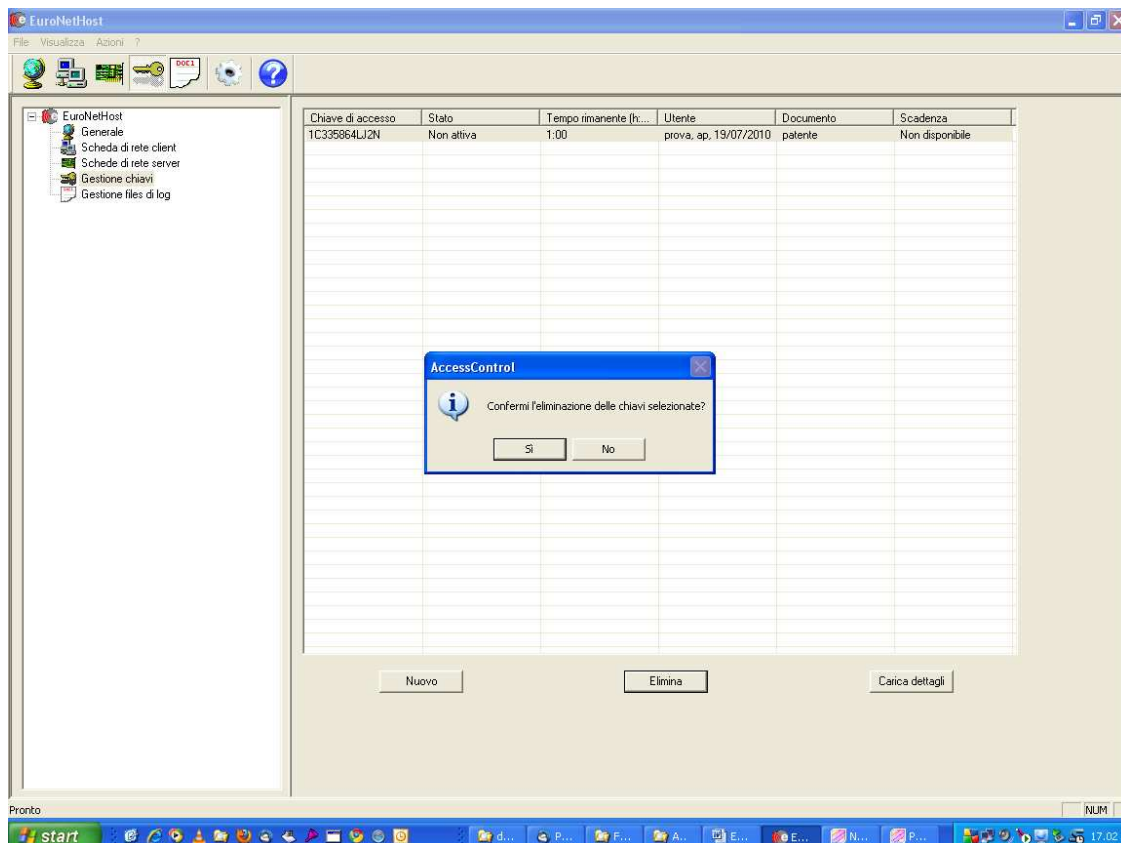 EuroNetHost
File Visualizza Azioni ?
DOC1
EuroNetHost
Generale
Scheda di rete client
Schede di rete server
Gestione chiavi
Gestione files di log
Chiave di accesso Stato Tempo rimanente (h:... Utente Documento Scadenza
1C335864LJ2N Non attiva 1:00 prova, ap, 19/07/2010 patente Non disponibile
AccessControl
Confermi l'eliminazione delle chiavi selezionate?
Sì No
Nuovo Elimina Carica dettagli
Pronto NUM
start d... P... F... A... E... E... N... P... 17.02